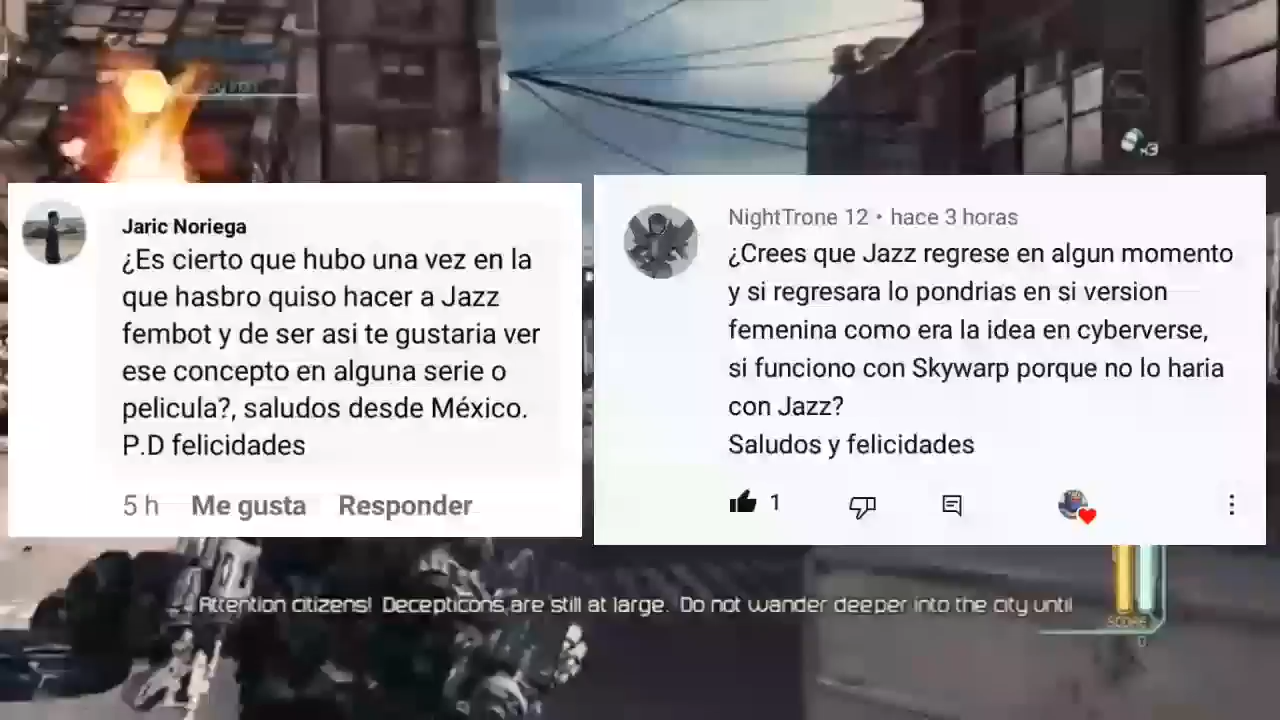 x3
Jaric Noriega
¿Es cierto que hubo una vez en la
que hasbro quiso hacer a Jazz
fembot y de ser asi te gustaria ver
ese concepto en alguna serie o
pelicula?, saludos desde México.
P.D felicidades
5 h Me gusta Responder
NightTrone 12 • hace 3 horas
¿Crees que Jazz regrese en algun momento
y si regresara lo pondrias en si version
femenina como era la idea en cyberverse,
si funciono con Skywarp porque no lo haria
con Jazz?
Saludos y felicidades
1
Attention citizens! Decepticons are still at large. Do not wander deeper into the city until
SCORE
0